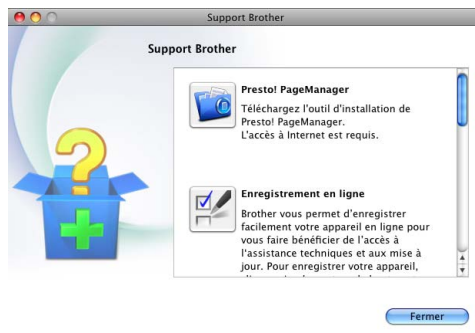 Support Brother
Support Brother
Presto! PageManager
Téléchargez l'outil d'installation de
Presto! PageManager.
L'accès à Internet est requis.
Enregistrement en ligne
Brother vous permet d'enregistrer
facilement votre appareil en ligne pour
vous faire bénéficier de l'accès à
l'assistance techniques et aux mise à
jour. Pour enregistrer votre appareil,
Fermer